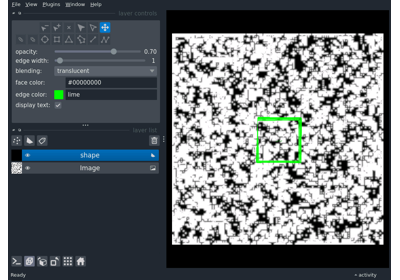 File View Plugins Window Help
layer controls
opacity: 0.70
edge width: 1
blending: translucent
face color: #00000000
edge color: lime
display text:
layer list
shape
Image
Ready
activity